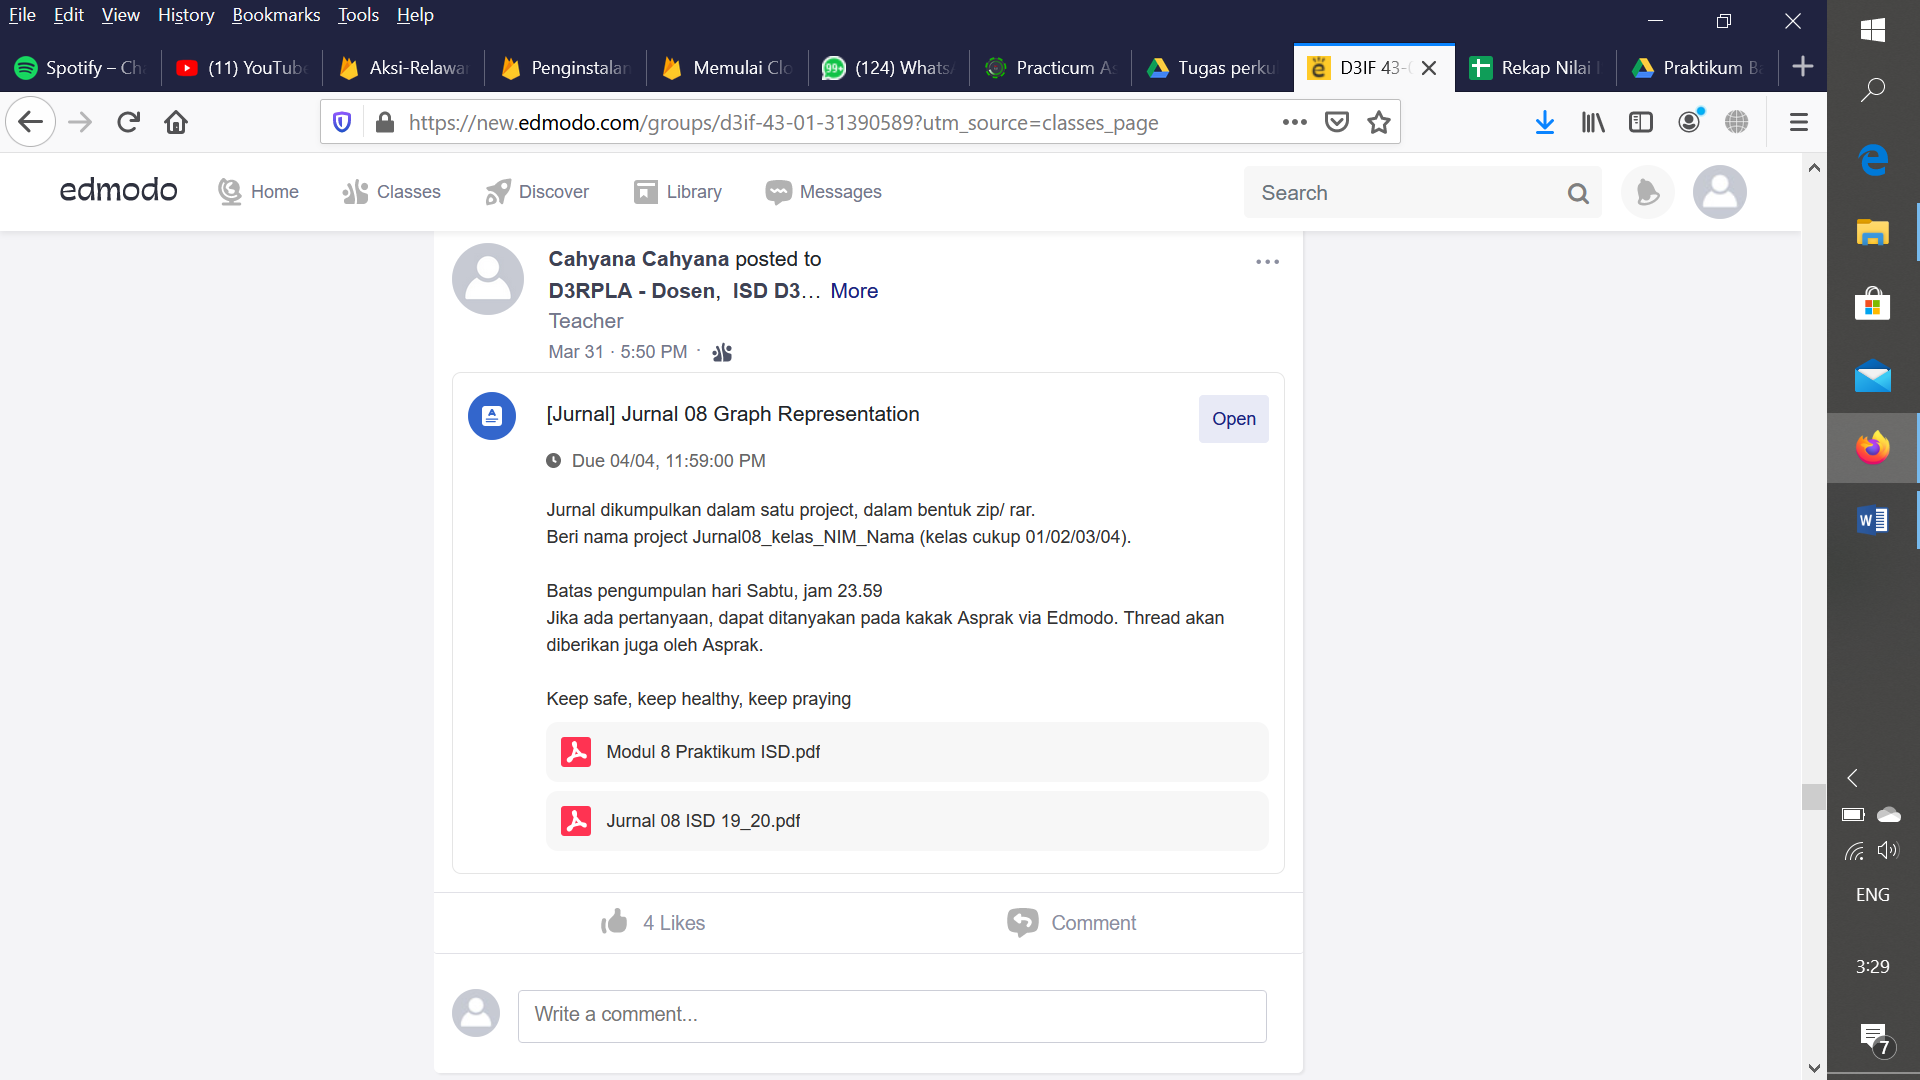 File Edit View History Bookmarks Tools Help
Spotify – Ch
(11) YouTub
Aksi-Relawa
Penginstalan
Memulai Clo
(124) Whats
Practicum As
Tugas perku
D3IF 43-
Rekap Nilai
Praktikum Ba
https://new.edmodo.com/groups/d3if-43-01-31390589?utm_source=classes_page
edmodo Home Classes Discover Library Messages Search
Cahyana Cahyana posted to
D3RPLA - Dosen, ISD D3... More
Teacher
Mar 31 · 5:50 PM ·
[Jurnal] Jurnal 08 Graph Representation
Open
Due 04/04, 11:59:00 PM
Jurnal dikumpulkan dalam satu project, dalam bentuk zip/ rar.
Beri nama project Jurnal08_kelas_NIM_Nama (kelas cukup 01/02/03/04).
Batas pengumpulan hari Sabtu, jam 23.59
Jika ada pertanyaan, dapat ditanyakan pada kakak Asprak via Edmodo. Thread akan
diberikan juga oleh Asprak.
Keep safe, keep healthy, keep praying
Modul 8 Praktikum ISD.pdf
Jurnal 08 ISD 19_20.pdf
4 Likes
Comment
Write a comment...
ENG
3:29
7